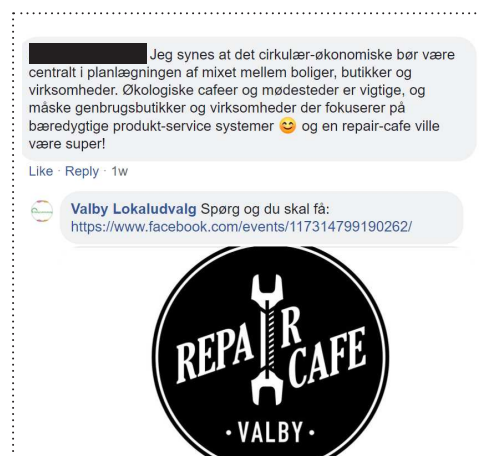 Jeg synes at det cirkulær-økonomiske bør være
centralt i planlægningen af mixet mellem boliger, butikker og
virksomheder. Økologiske cafeer og mødesteder er vigtige, og
måske genbrugsbutikker og virksomheder der fokuserer på
bæredygtige produkt-service systemer 😊 og en repair-cafe ville
være super!
Like · Reply · 1w
Valby Lokaludvalg Spørg og du skal få:
https://www.facebook.com/events/117314799190262/
REPAIR
CAFE
· VALBY ·